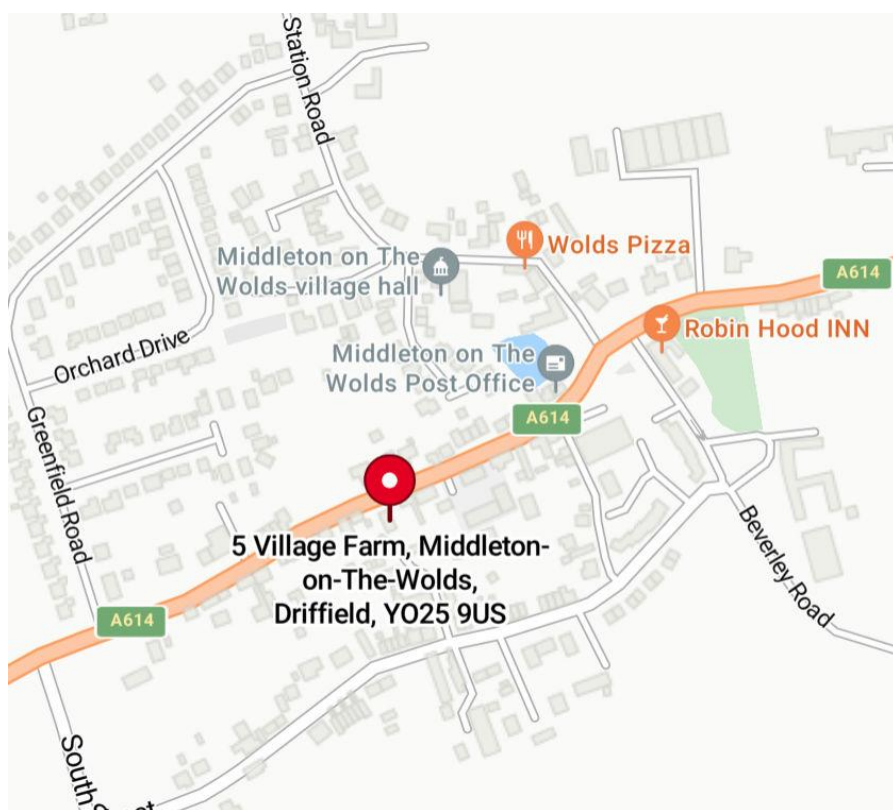 Station Road
Wolds Pizza
Middleton on The
Wolds village hall
A614
Robin Hood INN
Orchard Drive
Middleton on The
Wolds Post Office
A614
Greenfield Road
5 Village Farm, Middleton-
on-The-Wolds,
Driffield, YO25 9US
Beverley Road
A614